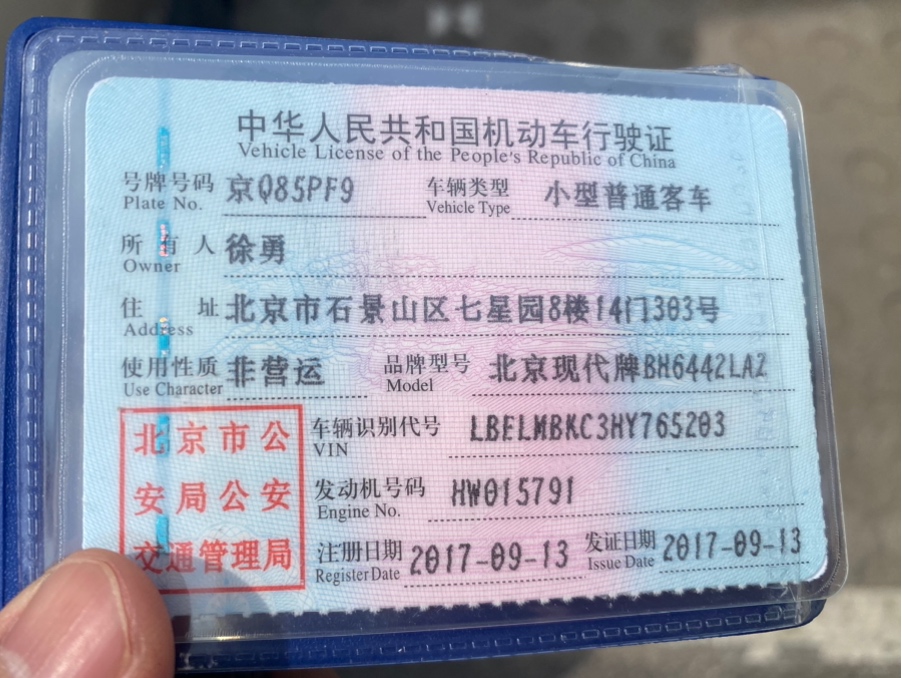 中华人民共和国机动车行驶证
Vehicle License of the People's Republic of China
号牌号码 京Q85PF9 车辆类型 小型普通客车
Plate No. Vehicle Type
所有人 徐勇
Owner
住址 北京市石景山区七星园8楼14门303号
Address
使用性质 非营运 品牌型号 北京现代牌BH6442LAZ
Use Character Model
北京市公
安局公安
交通管理局
车辆识别代号 LBELMBKC3HY765203
VIN
发动机号码 HW015791
Engine No.
注册日期 2017-09-13 发证日期 2017-09-13
Register Date Issue Date